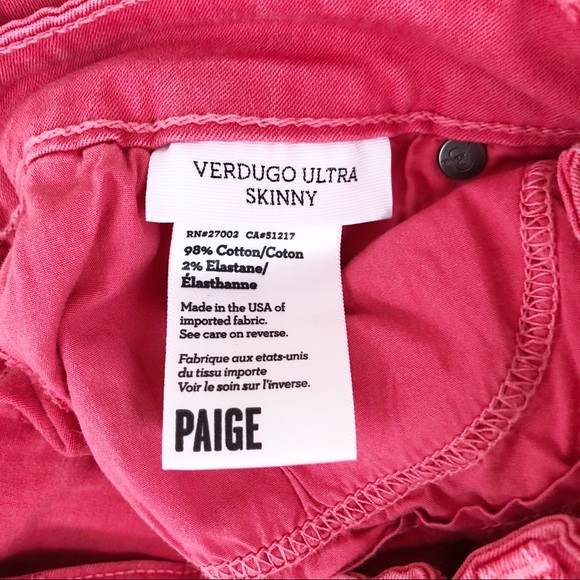 VERDUGO ULTRA
SKINNY
RN#27002 CA#51217
98% Cotton/Coton
2% Elastane/
Élasthanne
Made in the USA of
imported fabric.
See care on reverse.
Fabrique aux etats-unis
du tissu importe
Voir le soin sur l'inverse.
PAIGE